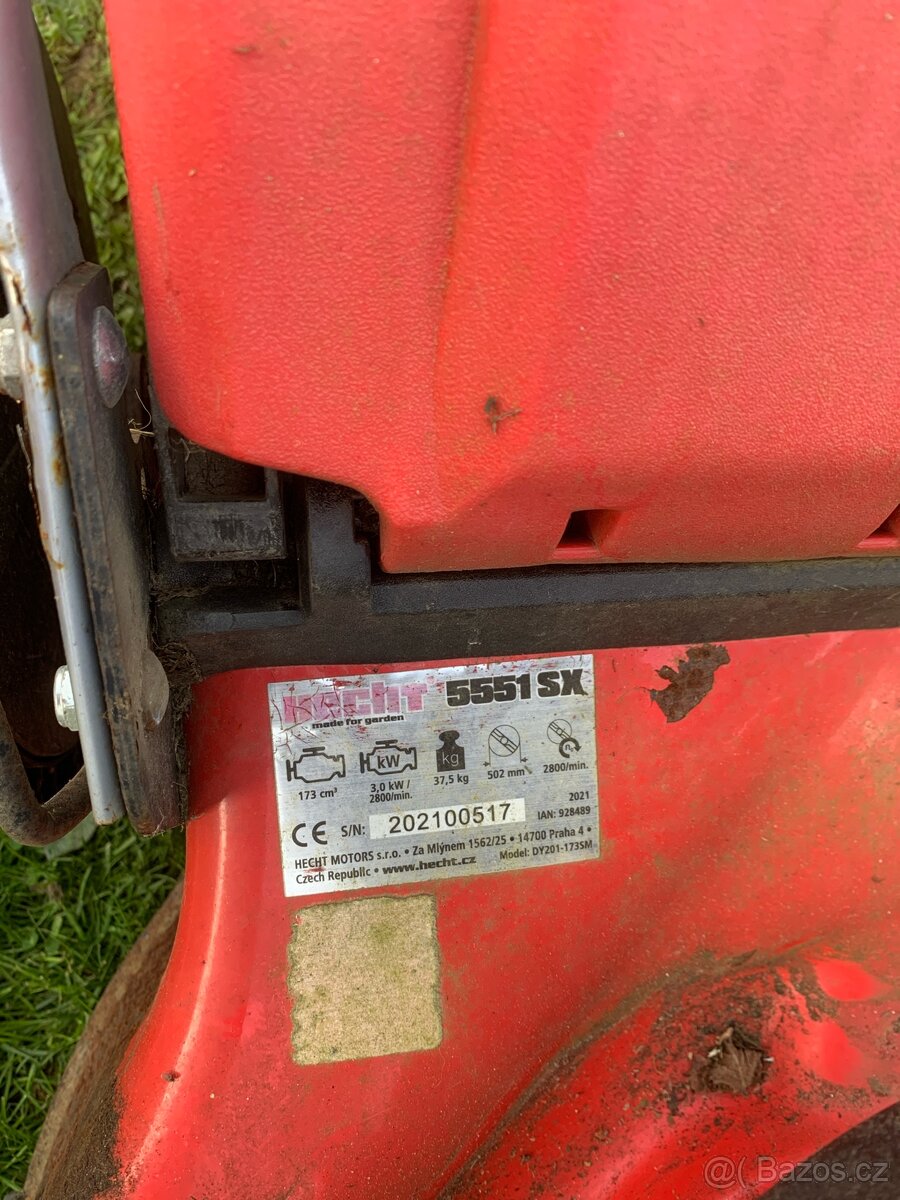 HECHT 5551 SX
made for garden
kW
kg
173 cm³
3,0 kW /
2800/min.
37,5 kg
502 mm
2800/min.
n
2021
CE S/N: 202100517 IAN: 928489
HECHT MOTORS s.r.o. • Za Mlýnem 1562/25 • 14700 Praha 4 •
Czech Republic • www.hecht.cz Model: DY201-173SM
@ Bazos.cz